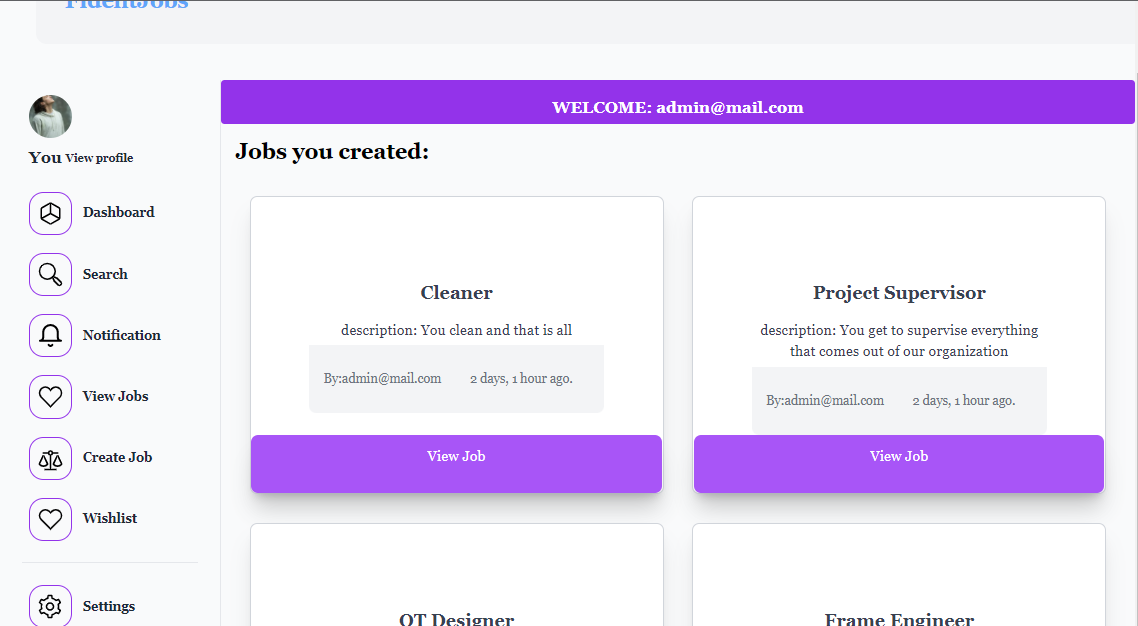 FidentJobs
WELCOME: admin@mail.com
You View profile
Jobs you created:
Dashboard
Search
Notification
View Jobs
Create Job
Wishlist
Settings
Cleaner
description: You clean and that is all
By:admin@mail.com 2 days, 1 hour ago.
View Job
Project Supervisor
description: You get to supervise everything
that comes out of our organization
By:admin@mail.com 2 days, 1 hour ago.
View Job
QT Designer
Frame Engineer